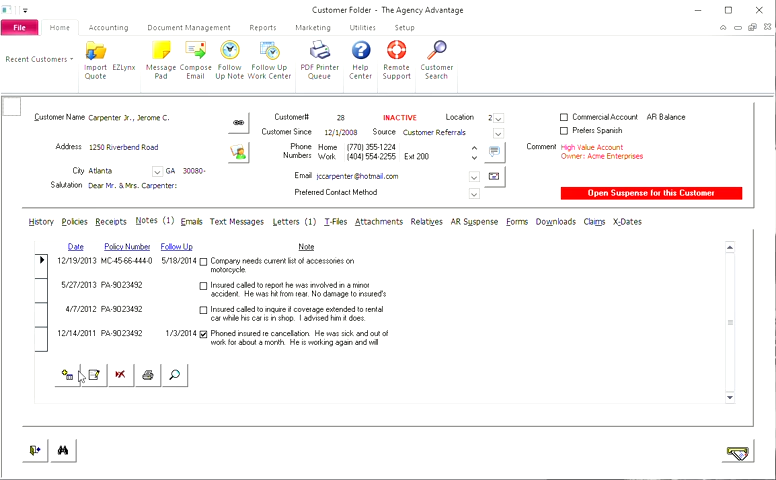 Customer Folder - The Agency Advantage
File Home Accounting Document Management Reports Marketing Utilities Setup
Recent Customers
Import Quote
EZLynx
Message Pad
Compose Email
Follow Up Note
Follow Up Work Center
PDF Printer Queue
Help Center
Remote Support
Customer Search
Customer Name Carpenter Jr., Jerome C.
Address 1250 Riverbend Road
City Atlanta GA 30080-
Salutation Dear Mr. & Mrs. Carpenter:
Customer# 28 INACTIVE Location 2
Customer Since 12/1/2008 Source Customer Referrals
Phone Home (770) 355-1224
Numbers Work (404) 554-2255 Ext 200
Email jccarpenter@hotmail.com
Preferred Contact Method
Commercial Account AR Balance
Prefers Spanish
Comment High Value Account
Owner: Acme Enterprises
Open Suspense for this Customer
History Policies Receipts Notes (1) Emails Text Messages Letters (1) T-Files Attachments Relatives AR Suspense Forms Downloads Claims X-Dates
Date Policy Number Follow Up Note
12/19/2013 MC-45-66-444-0 5/18/2014 Company needs current list of accessories on
motorcycle.
5/27/2013 PA-9023492 Insured called to report he was involved in a minor
accident. He was hit from rear. No damage to insured's
4/7/2012 PA-9023492 Insured called to inquire if coverage extended to rental
car while his car is in shop. I advised him it does.
12/14/2011 PA-9023492 1/3/2014 Phoned insured re cancellation. He was sick and out of
work for about a month. He is working again and will